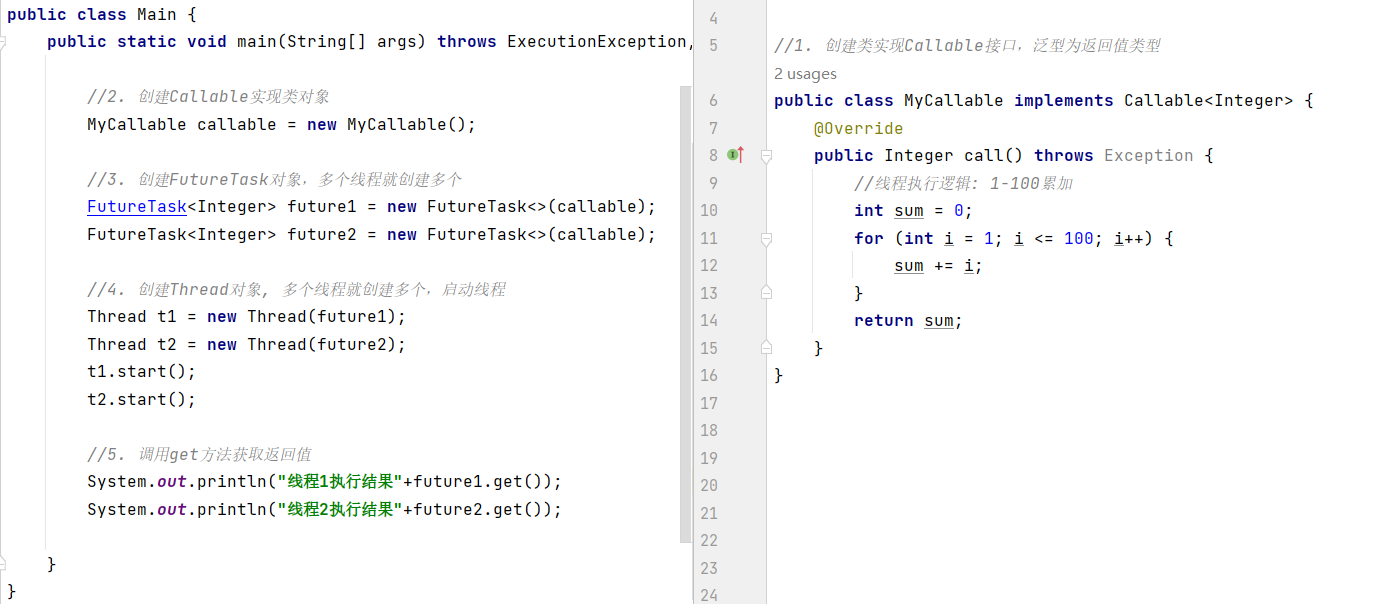 public class Main {
    public static void main(String[] args) throws ExecutionException,
        //2. 创建Callable实现类对象
        MyCallable callable = new MyCallable();
        //3. 创建FutureTask对象，多个线程就创建多个
        FutureTask<Integer> future1 = new FutureTask<>(callable);
        FutureTask<Integer> future2 = new FutureTask<>(callable);
        //4. 创建Thread对象, 多个线程就创建多个，启动线程
        Thread t1 = new Thread(future1);
        Thread t2 = new Thread(future2);
        t1.start();
        t2.start();
        //5. 调用get方法获取返回值
        System.out.println("线程1执行结果"+future1.get());
        System.out.println("线程2执行结果"+future2.get());
    }
}
4
5 //1. 创建类实现Callable接口，泛型为返回值类型
2 usages
6 public class MyCallable implements Callable<Integer> {
7     @Override
8     public Integer call() throws Exception {
9         //线程执行逻辑: 1-100累加
10         int sum = 0;
11         for (int i = 1; i <= 100; i++) {
12             sum += i;
13         }
14         return sum;
15     }
16 }
17
18
19
20
21
22
23
24